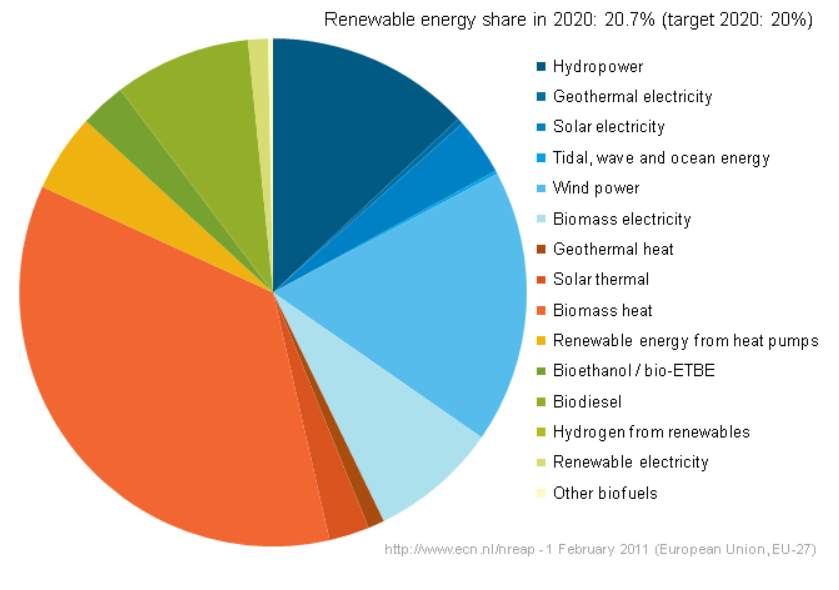 Renewable energy share in 2020: 20.7% (target 2020: 20%)
Hydropower
Geothermal electricity
Solar electricity
Tidal, wave and ocean energy
Wind power
Biomass electricity
Geothermal heat
Solar thermal
Biomass heat
Renewable energy from heat pumps
Bioethanol / bio-ETBE
Biodiesel
Hydrogen from renewables
Renewable electricity
Other biofuels
http://www.ecn.nl/nreap - 1 February 2011 (European Union, EU-27)